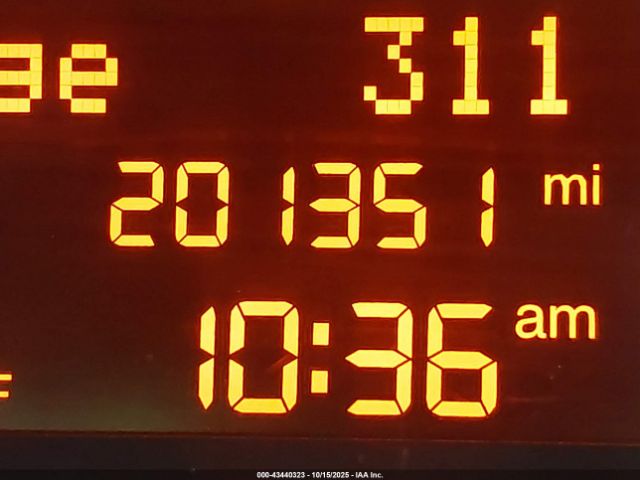 ge 311
201351 mi
10:36 am
F
000-43440323 - 10/15/2025 - IAA Inc.